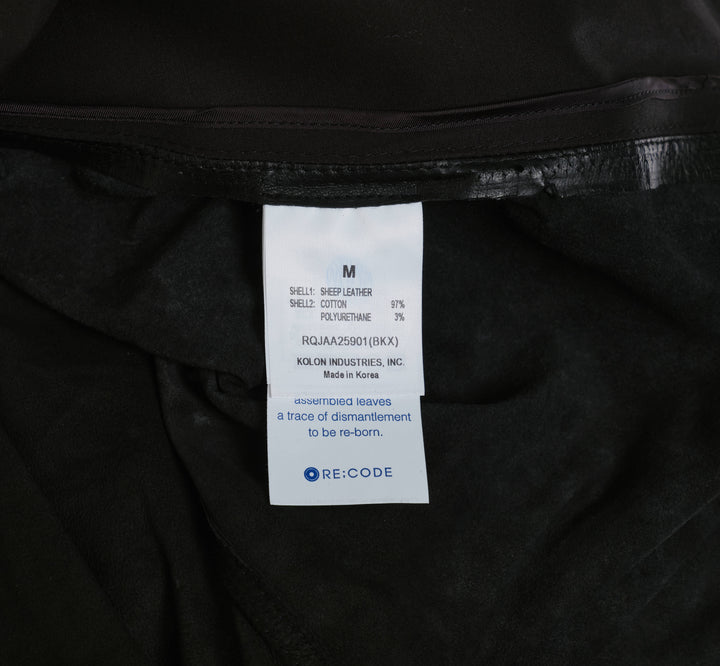 M
SHELL1: SHEEP LEATHER
SHELL2: COTTON 97%
POLYURETHANE 3%
RQJAA25901(BKX)
KOLON INDUSTRIES, INC.
Made in Korea
assembled leaves
a trace of dismantlement
to be re-born.
RE;CODE